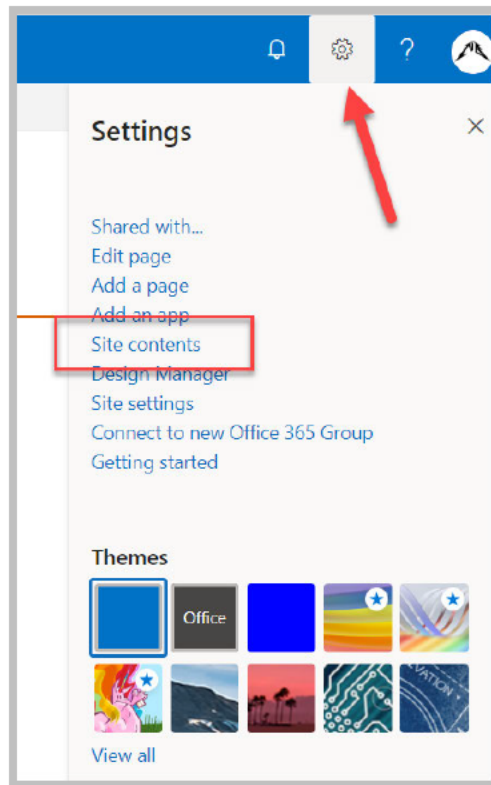 ?
Settings
Shared with...
Edit page
Add a page
Add an app
Site contents
Design Manager
Site settings
Connect to new Office 365 Group
Getting started
Themes
Office
VATION
View all